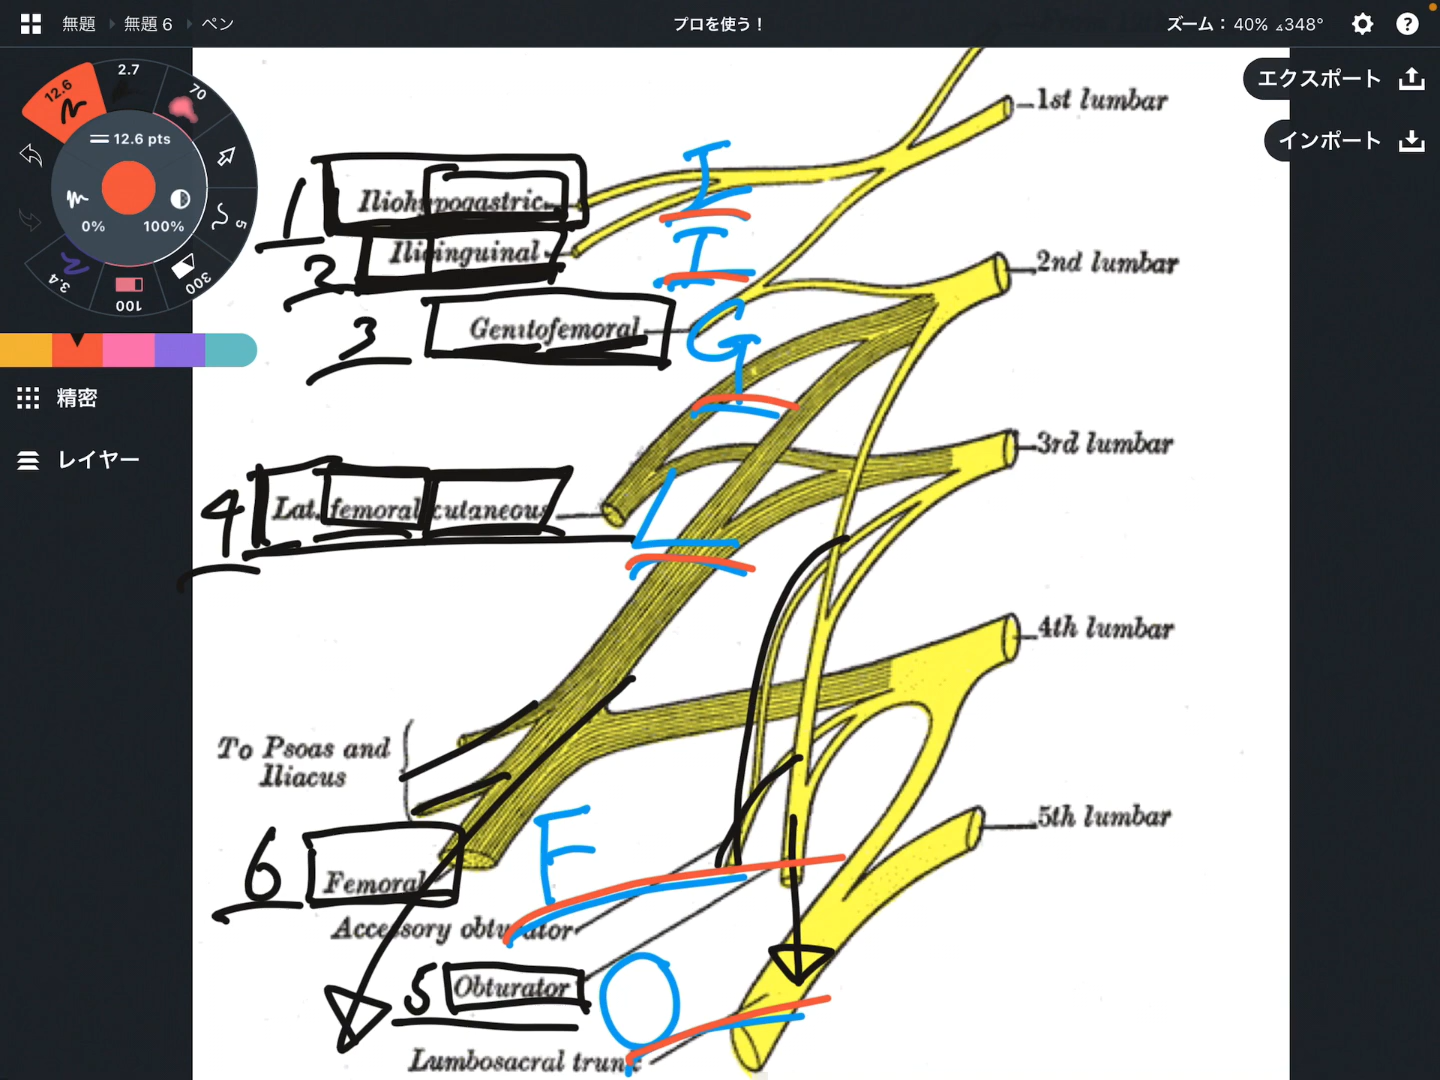 無題 無題 6 ペン
プロを使う！
ズーム： 40% ⊿348°
エクスポート
インポート
2.7
12.6
70
12.6 pts
0% 100%
5
3.4
100
300
精密
レイヤー
1st lumbar
I
1 Iliohypogastric
2 Ilioinguinal
I
2nd lumbar
3 Genitofemoral
G
3rd lumbar
4 Lat. femoral cutaneous
L
4th lumbar
To Psoas and
Iliacus
5th lumbar
F
6 Femoral
Accessory obturator
5 Obturator
O
Lumbosacral trunk